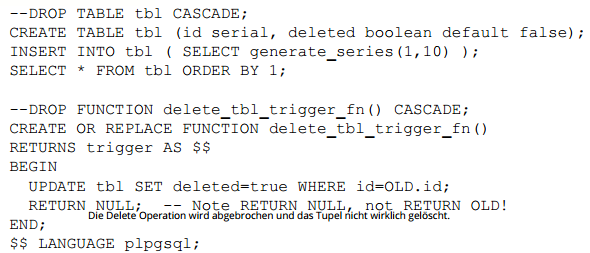 --DROP TABLE tbl CASCADE;
CREATE TABLE tbl (id serial, deleted boolean default false);
INSERT INTO tbl ( SELECT generate_series(1,10) );
SELECT * FROM tbl ORDER BY 1;
--DROP FUNCTION delete_tbl_trigger_fn() CASCADE;
CREATE OR REPLACE FUNCTION delete_tbl_trigger_fn()
RETURNS trigger AS $$
BEGIN
UPDATE tbl SET deleted=true WHERE id=OLD.id;
RETURN NULL; -- Note RETURN NULL, not RETURN OLD!
Die Delete Operation wird abgebrochen und das Tupel nicht wirklich gelöscht.
END;
$$ LANGUAGE plpgsql;